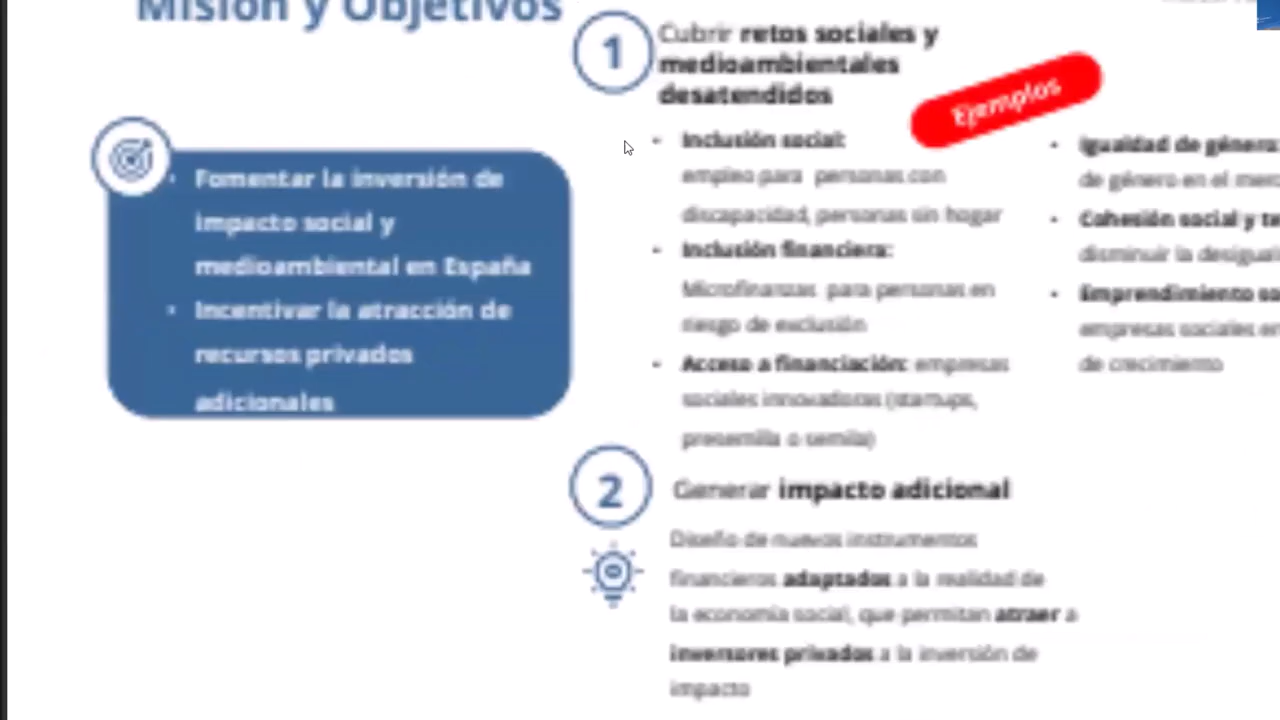 Misión y Objetivos
Fomentar la inversión de
impacto social y
medioambiental en España
Incentivar la atracción de
recursos privados
adicionales
1
Cubrir retos sociales y
medioambientales
desatendidos
Ejemplos
• Inclusión social:
empleo para personas con
discapacidad, personas sin hogar
• Inclusión financiera:
Microfinanzas para personas en
riesgo de exclusión
• Acceso a financiación: empresas
sociales innovadoras (startups,
presemilla o semila)
• Igualdad de género:
de género en el
• Cohesión social y
disminuir la
• Emprendimiento
empresas sociales
de crecimiento
2
Generar impacto adicional
Diseño de nuevos instrumentos
financieros adaptados a la realidad de
la economía social, que permitan atraer a
inversores privados a la inversión de
impacto